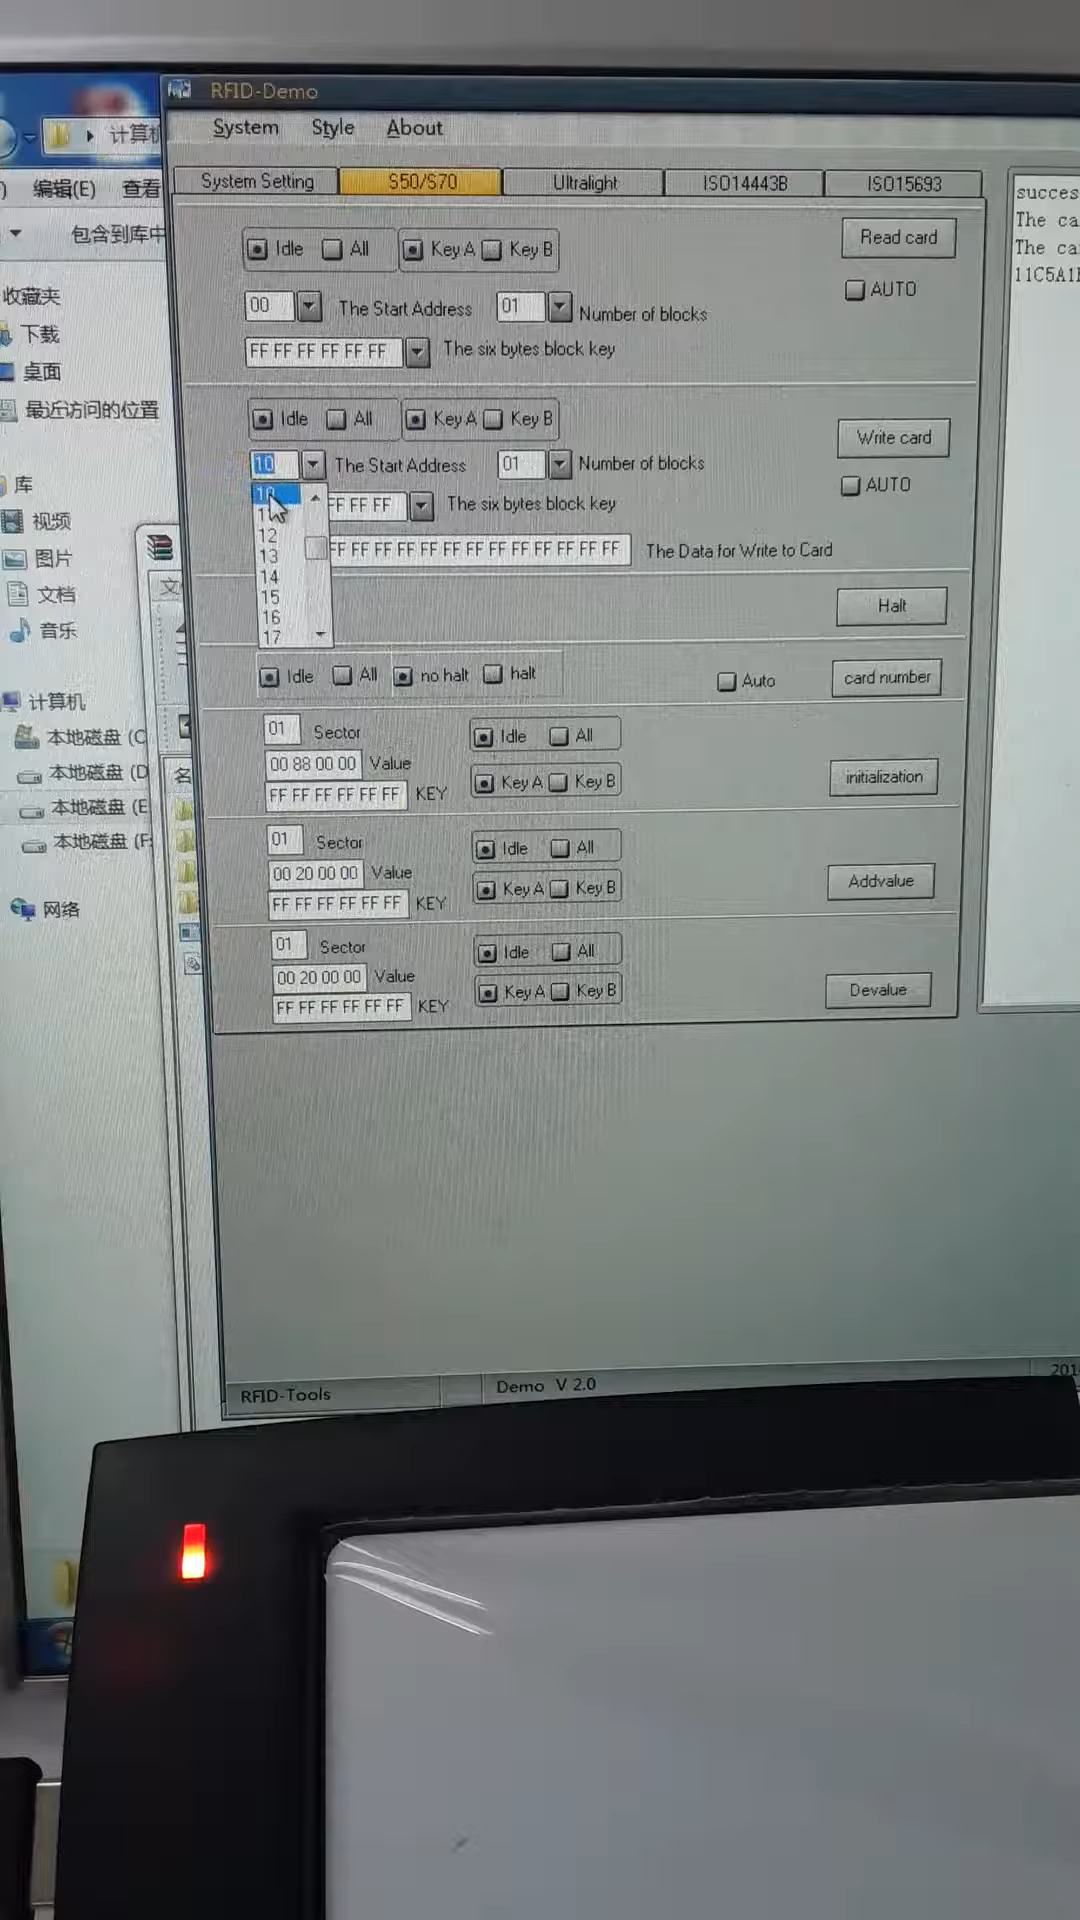 RFID-Demo
System Style About
计算机
编辑(E) 查看
包含到库中
收藏夹
下载
桌面
最近访问的位置
库
视频
图片
文档
音乐
计算机
本地磁盘 (C
本地磁盘 (D
本地磁盘 (E
本地磁盘 (F:
网络
文
名
System Setting S50/S70 Ultralight ISO14443B ISO15693
Idle All Key A Key B Read card
AUTO
00 The Start Address 01 Number of blocks
FF FF FF FF FF FF The six bytes block key
Idle All Key A Key B Write card
10 The Start Address 01 Number of blocks
AUTO
10
FF FF FF The six bytes block key
12
13
FF FF FF FF FF FF FF FF FF FF FF FF FF The Data for Write to Card
14
15
16
17
Halt
Idle All no halt halt Auto card number
01 Sector Idle All
00 88 00 00 Value
FF FF FF FF FF FF KEY Key A Key B initialization
01 Sector Idle All
00 20 00 00 Value
FF FF FF FF FF FF KEY Key A Key B Addvalue
01 Sector Idle All
00 20 00 00 Value
FF FF FF FF FF FF KEY Key A Key B Devalue
succes
The ca
The ca
11C5A1
RFID-Tools Demo V 2.0 201